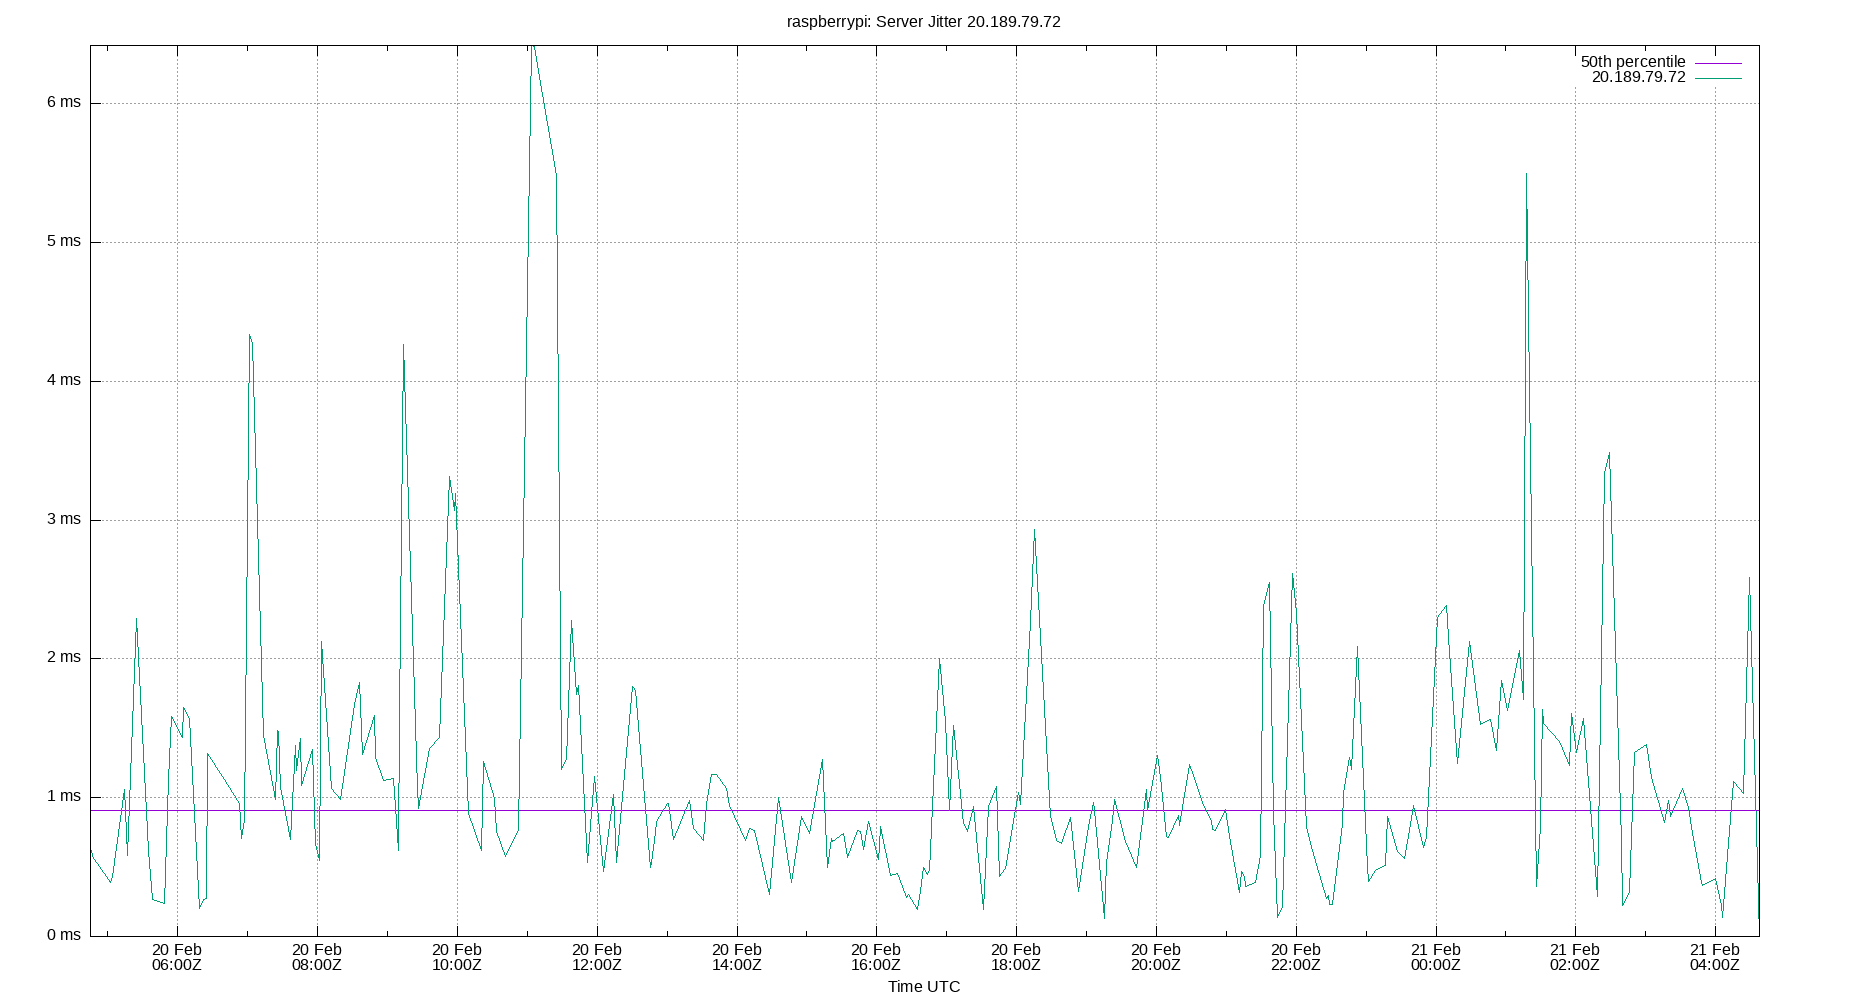 raspberrypi: Server Jitter 20.189.79.72
50th percentile
20.189.79.72
6 ms
5 ms
4 ms
3 ms
2 ms
1 ms
0 ms
20 Feb 20 Feb 20 Feb 20 Feb 20 Feb 20 Feb 20 Feb 20 Feb 20 Feb 21 Feb 21 Feb 21 Feb
06:00Z 08:00Z 10:00Z 12:00Z 14:00Z 16:00Z 18:00Z 20:00Z 22:00Z 00:00Z 02:00Z 04:00Z
Time UTC